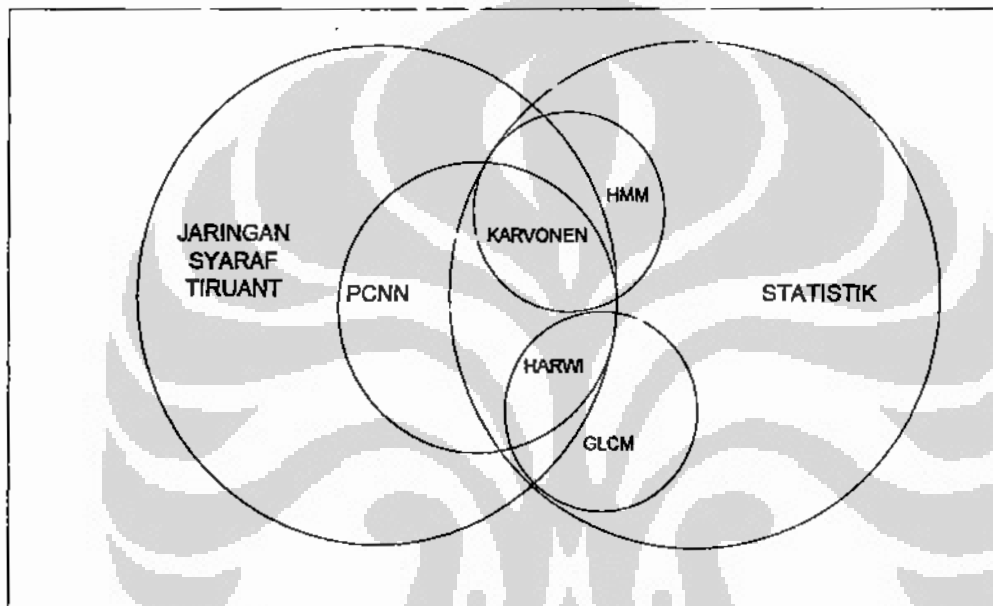 JARINGAN
SYARAF
TIRUANT
PCNN
KARVONEN
HMM
STATISTIK
HARWI
GLCM